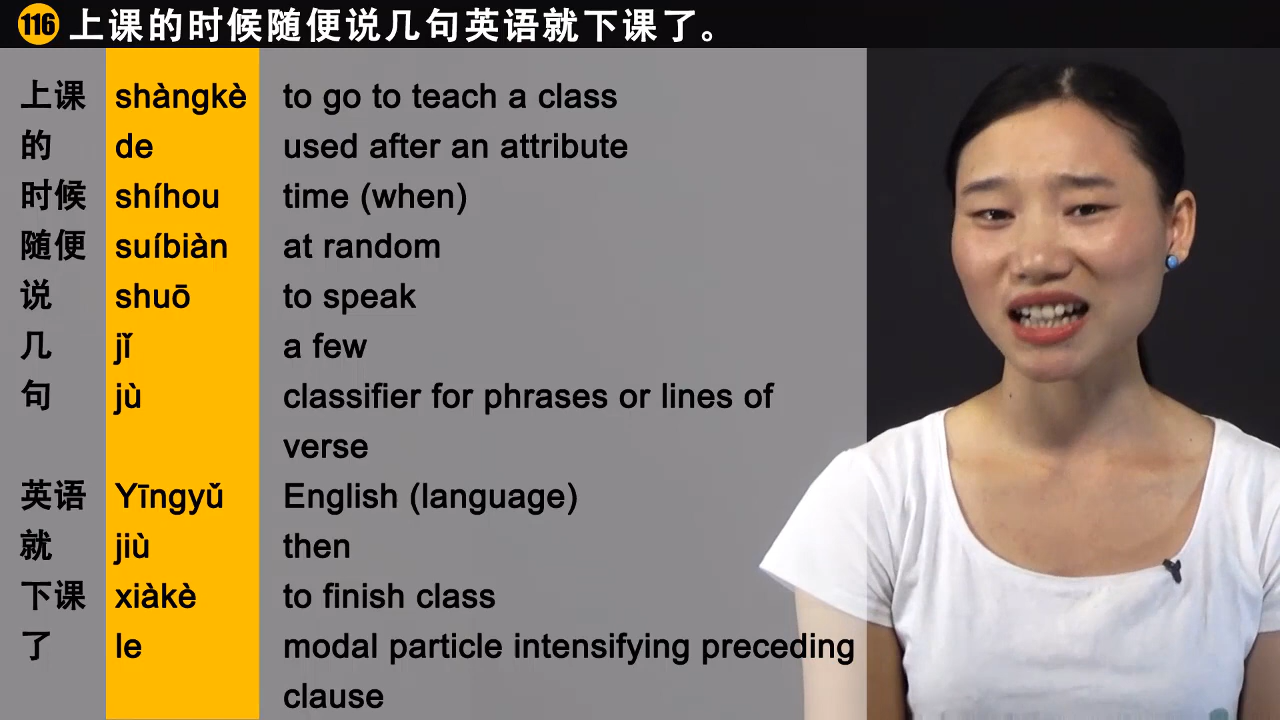 116 上课的时候随便说几句英语就下课了。
上课 shàngkè to go to teach a class
的 de used after an attribute
时候 shíhou time (when)
随便 suíbiàn at random
说 shuō to speak
几 jǐ a few
句 jù classifier for phrases or lines of
verse
英语 Yīngyǔ English (language)
就 jiù then
下课 xiàkè to finish class
了 le modal particle intensifying preceding
clause